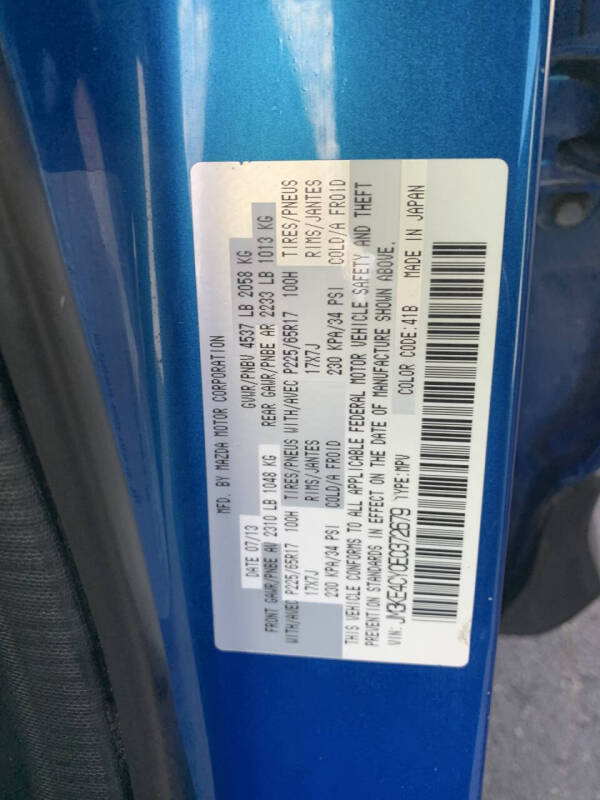 MFD. BY MAZDA MOTOR CORPORATION
DATE 07/13 GVWR/PNBV 4537 LB 2058 KG
FRONT GAWR/PNBE AV 2310 LB 1048 KG REAR GAWR/PNBE AR 2233 LB 1013 KG
WITH/AVEC P225/65R17 100H TIRES/PNEUS WITH/AVEC P225/65R17 100H TIRES/PNEUS
17X7J RIMS/JANTES 17X7J RIMS/JANTES
230 KPA/34 PSI COLD/A FROID 230 KPA/34 PSI COLD/A FROID
THIS VEHICLE CONFORMS TO ALL APPLICABLE FEDERAL MOTOR VEHICLE SAFETY AND THEFT
PREVENTION STANDARDS IN EFFECT ON THE DATE OF MANUFACTURE SHOWN ABOVE.
VIN: JM3KE4CY0E0372679 TYPE:MPV COLOR CODE:41B MADE IN JAPAN